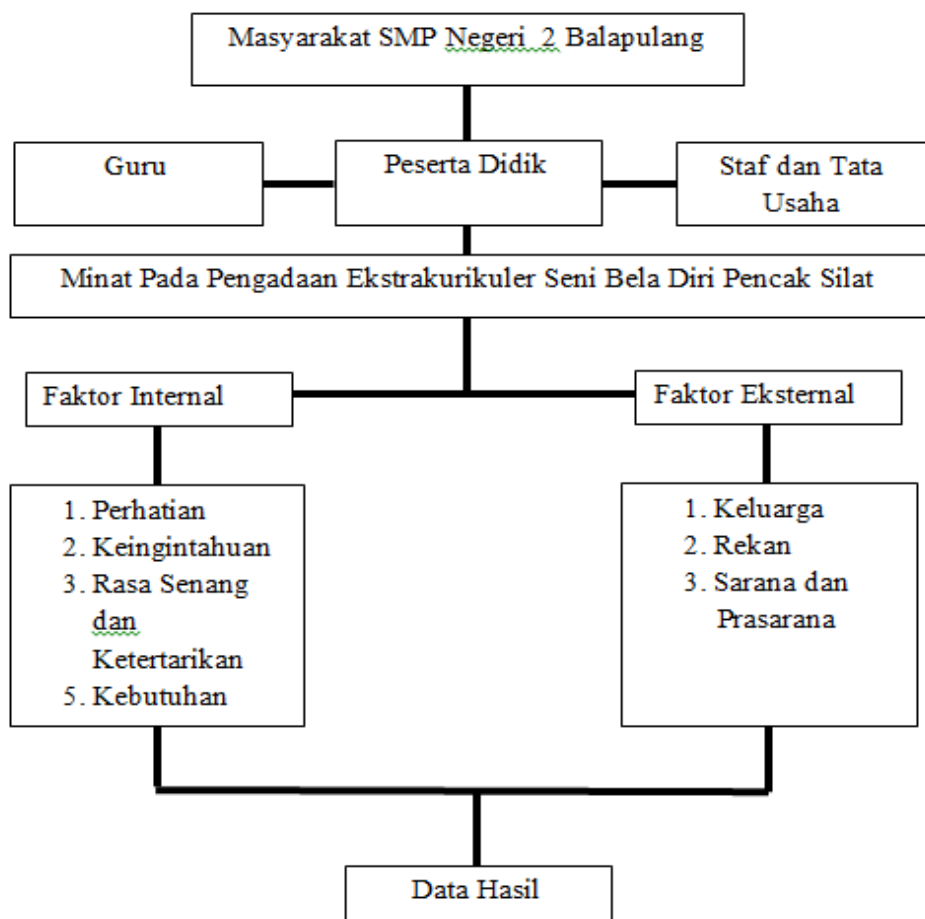 Masyarakat SMP Negeri 2 Balapulang
Guru
Peserta Didik
Staf dan Tata
Usaha
Minat Pada Pengadaan Ekstrakurikuler Seni Bela Diri Pencak Silat
Faktor Internal
Faktor Eksternal
1. Perhatian
2. Keingintahuan
3. Rasa Senang
dan
Ketertarikan
5. Kebutuhan
1. Keluarga
2. Rekan
3. Sarana dan
Prasarana
Data Hasil